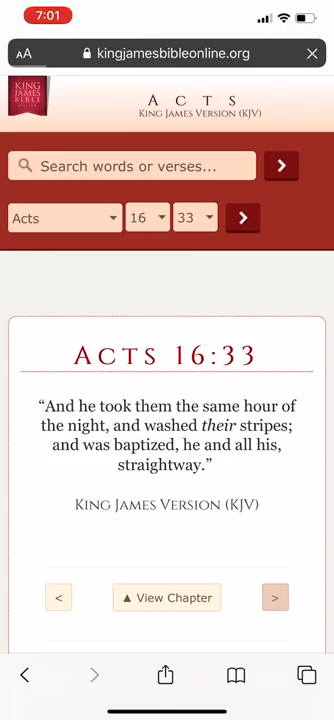 7:01
AA kingjamesbibleonline.org
KING
JAMES
BIBLE
ACTS
KING JAMES VERSION (KJV)
Search words or verses...
Acts 16 33
ACTS 16:33
“And he took them the same hour of
the night, and washed their stripes;
and was baptized, he and all his,
straightway.”
KING JAMES VERSION (KJV)
< ▲ View Chapter >